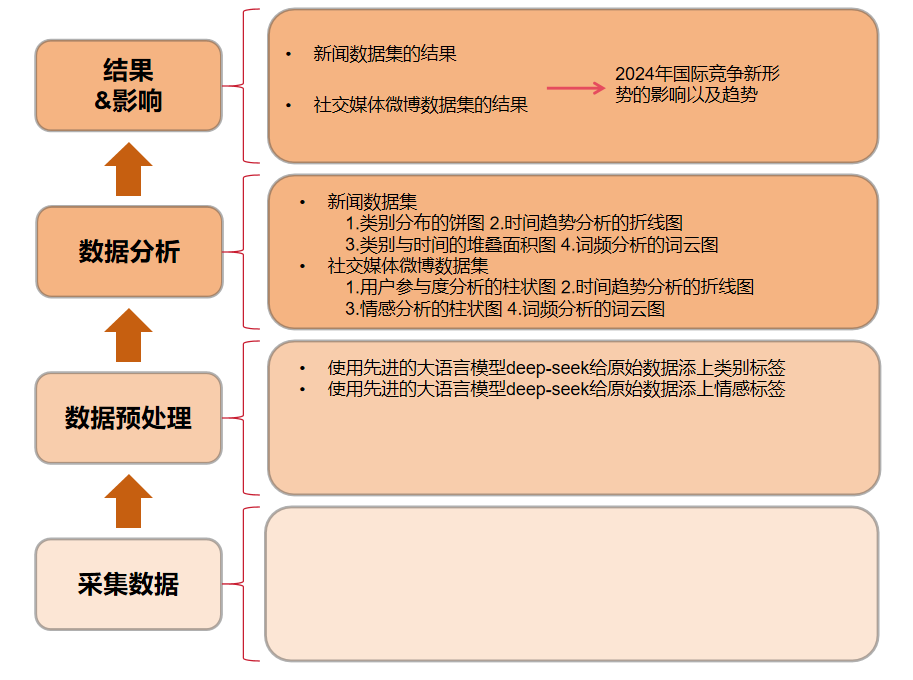 结果
&影响
• 新闻数据集的结果
• 社交媒体微博数据集的结果
2024年国际竞争新形
势的影响以及趋势
数据分析
• 新闻数据集
1.类别分布的饼图 2.时间趋势分析的折线图
3.类别与时间的堆叠面积图 4.词频分析的词云图
• 社交媒体微博数据集
1.用户参与度分析的柱状图 2.时间趋势分析的折线图
3.情感分析的柱状图 4.词频分析的词云图
数据预处理
• 使用先进的大语言模型deep-seek给原始数据添上类别标签
• 使用先进的大语言模型deep-seek给原始数据添上情感标签
采集数据